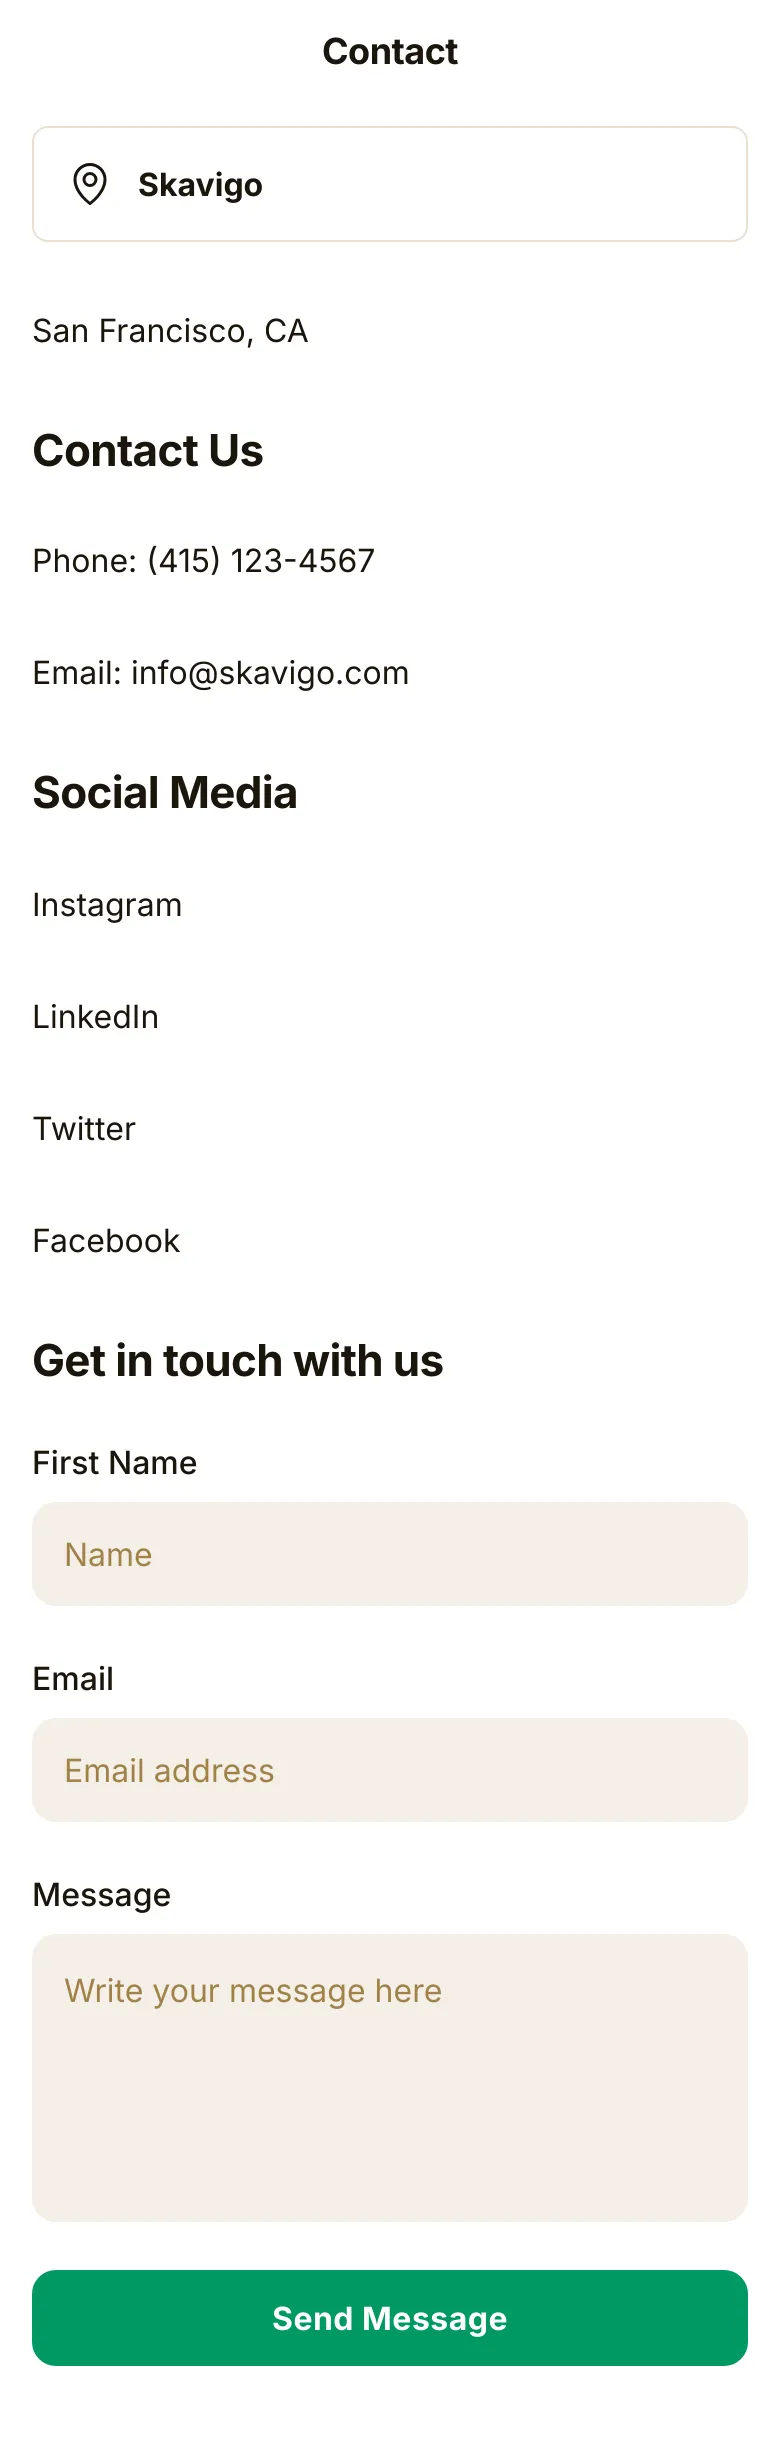 Contact
Skavigo
San Francisco, CA
Contact Us
Phone: (415) 123-4567
Email: info@skavigo.com
Social Media
Instagram
LinkedIn
Twitter
Facebook
Get in touch with us
First Name
Name
Email
Email address
Message
Write your message here
Send Message